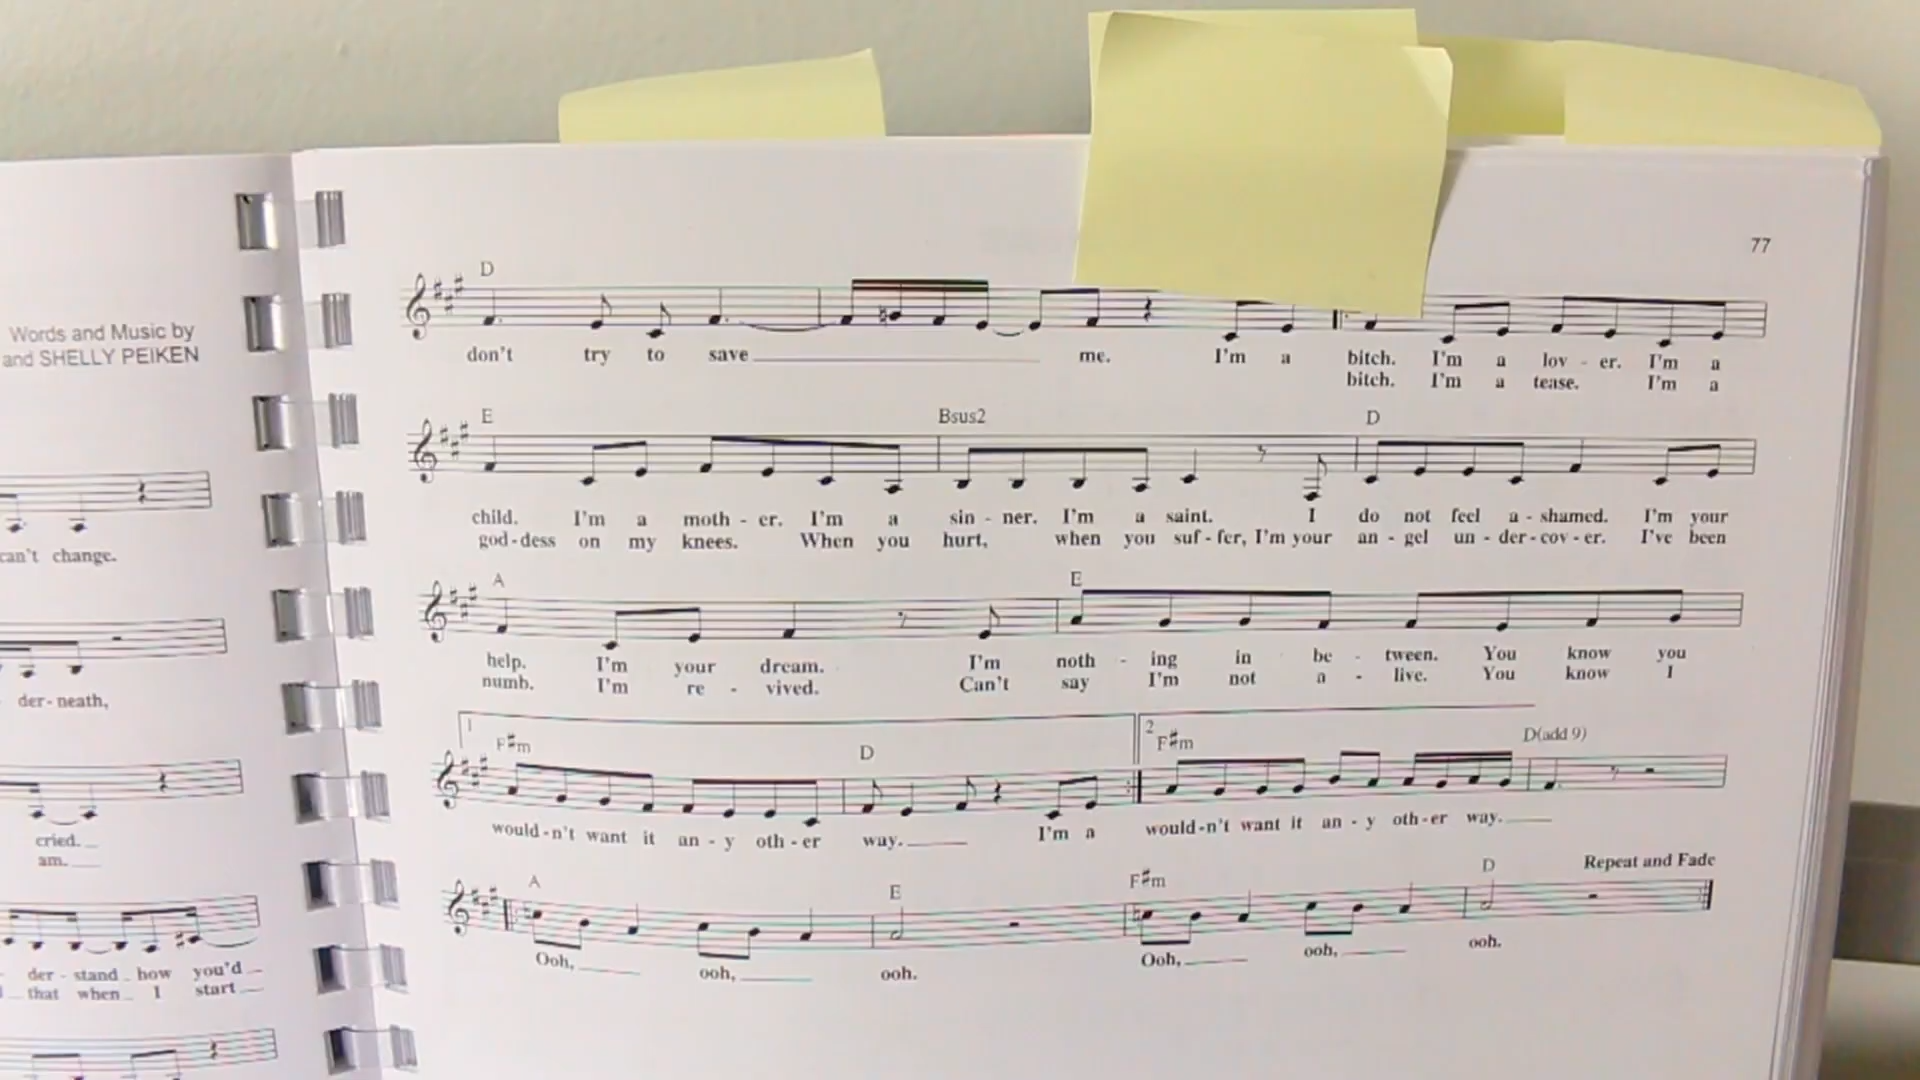 Words and Music by
and SHELLY PEIKEN
can't change.
der - neath,
cried.
am.
der - stand how you'd
that when I start
77
D
don't try to save me. I'm a bitch. I'm a lov - er. I'm a
bitch. I'm a tease. I'm a
E Bsus2 D
child. I'm a moth - er. I'm a sin - ner. I'm a saint. I do not feel a - shamed. I'm your
god - dess on my knees. When you hurt, when you suf - fer, I'm your an - gel un - der - cov - er. I've been
A E
help. I'm your dream. I'm noth - ing in be - tween. You know you
numb. I'm re - vived. Can't say I'm not a - live. You know I
1 2
F#m D F#m D(add 9)
would - n't want it an - y oth - er way. I'm a would - n't want it an - y oth - er way.
Repeat and Fade
A E F#m D
Ooh, ooh, ooh. Ooh, ooh, ooh.